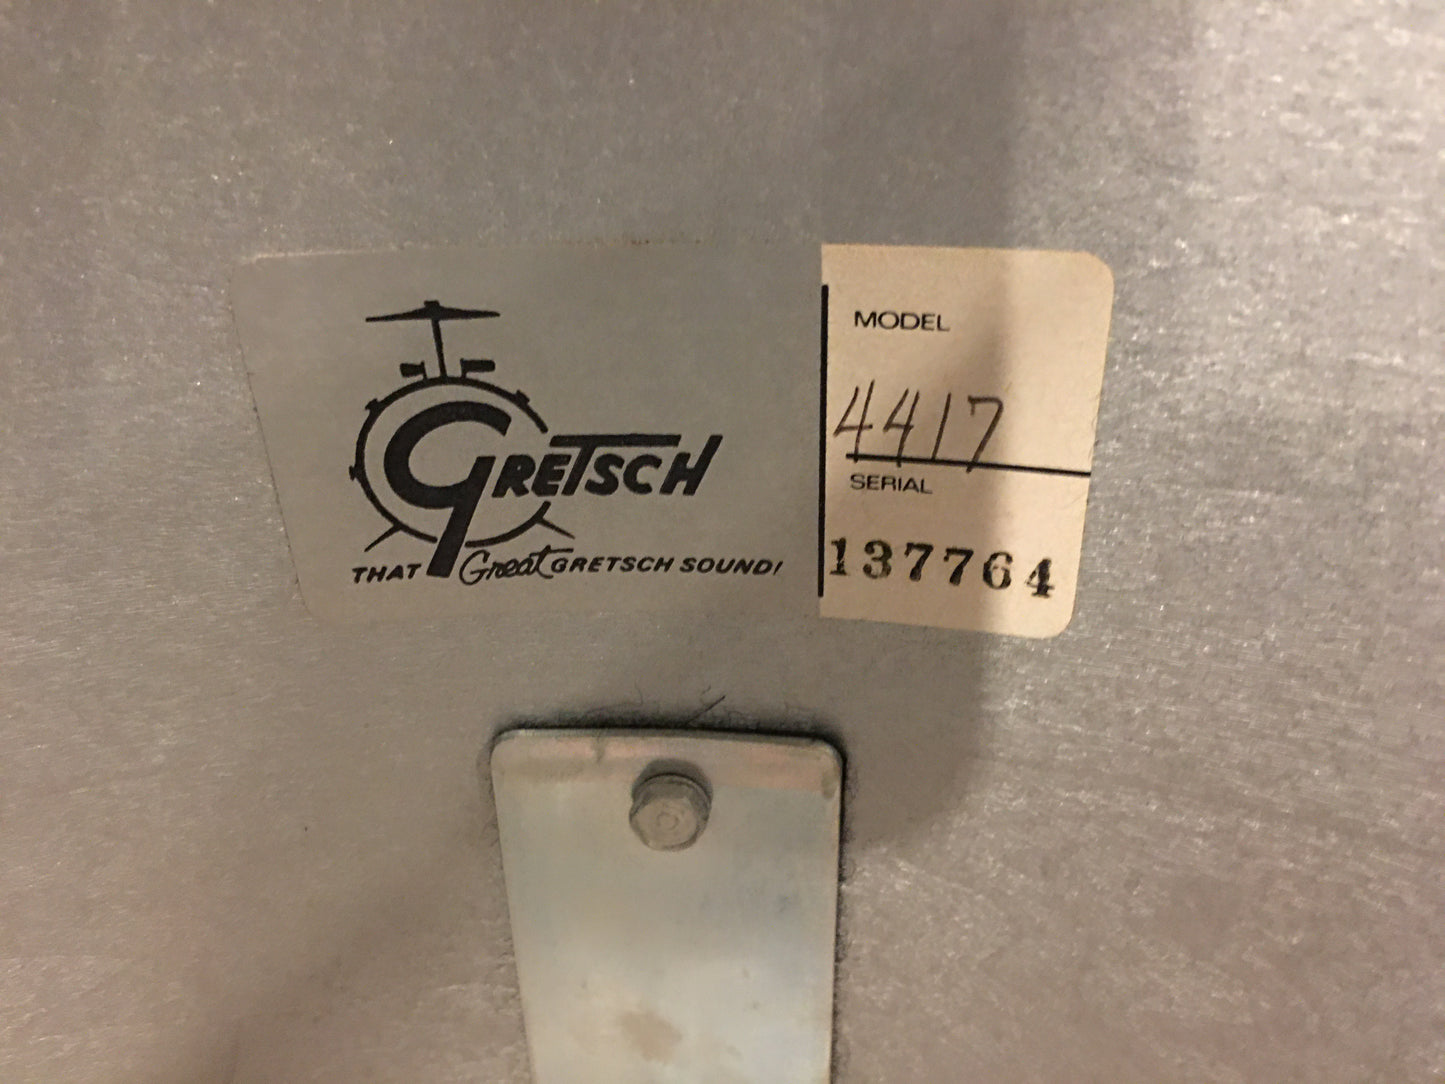 GRETSCH
THAT Great GRETSCH SOUND!
MODEL
4417
SERIAL
137764